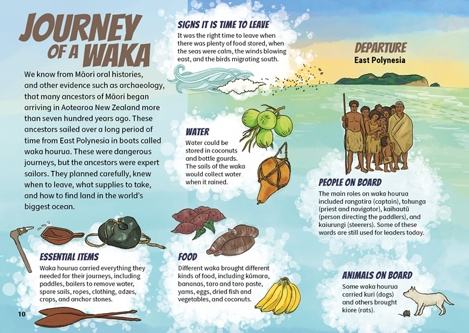 JOURNEY
OF A WAKA
We know from Māori oral histories,
and other evidence such as archaeology,
that many ancestors of Māori began
arriving in Aotearoa New Zealand more
than seven hundred years ago. These
ancestors sailed over a long period of
time from East Polynesia in boats called
waka hourua. These were dangerous
journeys, but the ancestors were expert
sailors. They planned carefully, knew
when to leave, what supplies to take,
and how to find land in the world's
biggest ocean.
SIGNS IT IS TIME TO LEAVE
It was the right time to leave when
there was plenty of food stored, when
the seas were calm, the winds blowing
east, and the birds migrating south.
DEPARTURE
East Polynesia
WATER
Water could be
stored in coconuts
and bottle gourds.
The sails of the waka
would collect water
when it rained.
PEOPLE ON BOARD
The main roles on waka hourua
included rangatira (captain), tohunga
(priest and navigator), kaihautū
(person directing the paddlers), and
kaiurungi (steerers). Some of these
words are still used for leaders today.
ESSENTIAL ITEMS
Waka hourua carried everything they
needed for their journeys, including
paddles, bailers to remove water,
spare sails, ropes, clothing, adzes,
crops, and anchor stones.
FOOD
Different waka brought different
kinds of food, including kūmara,
bananas, taro and taro paste,
yams, eggs, dried fish and
vegetables, and coconuts.
ANIMALS ON BOARD
Some waka hourua
carried kurī (dogs)
and others brought
kiore (rats).
10